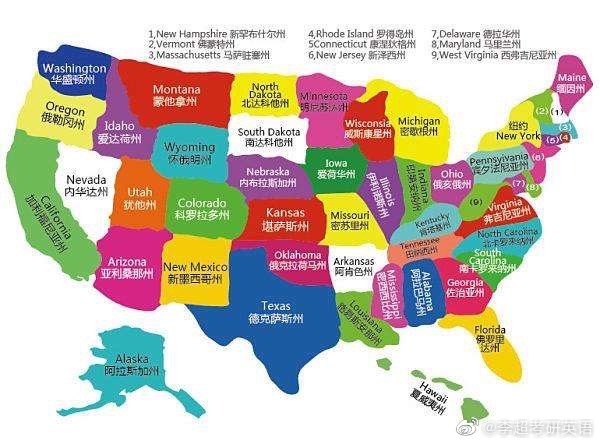 1,New Hampshire 新罕布什尔州
2,Vermont 佛蒙特州
3,Massachusetts 马萨驻塞州
4,Rhode Island 罗得岛州
5Connecticut 康涅狄格州
6,New Jersey 新泽西州
7,Delaware 德拉华州
8,Maryland 马里兰州
9,West Virginia 西弗吉尼亚州
Washington
华盛顿州
Oregon
俄勒冈州
California
加利福尼亚州
Idaho
爱达荷州
Nevada
内华达州
Montana
蒙他拿州
Wyoming
怀俄明州
Utah
犹他州
Colorado
科罗拉多州
Arizona
亚利桑那州
New Mexico
新墨西哥州
North
Dakota
北达科他州
South Dakota
南达科他州
Nebraska
内布拉斯加州
Kansas
堪萨斯州
Oklahoma
俄克拉荷马州
Texas
德克萨斯州
Minnesota
明尼苏达州
Iowa
爱荷华州
Missouri
密苏里州
Arkansas
阿肯色州
Louisiana
路易斯安那州
Wisconsia
威斯康星州
Illinois
伊利诺斯州
Michigan
密歇根州
Indiana
印第安纳州
Ohio
俄亥俄州
Kentucky
肯塔基州
Tennessee
田纳西州
Mississippi
密西西比州
Alabama
阿拉巴马州
Georgia
佐治亚州
Florida
佛罗里
达州
South
Carolina
南卡罗来纳州
North Carolina
北卡罗来纳州
Virginia
弗吉尼亚州
Pennsyivania
宾夕法尼亚州
纽约
New York
Maine
缅因州
(1)
(2)
(3)
(4)
(5)
(6)
(7)
(8)
(9)
Alaska
阿拉斯加州
Hawaii
夏威夷州
@李超考研英语